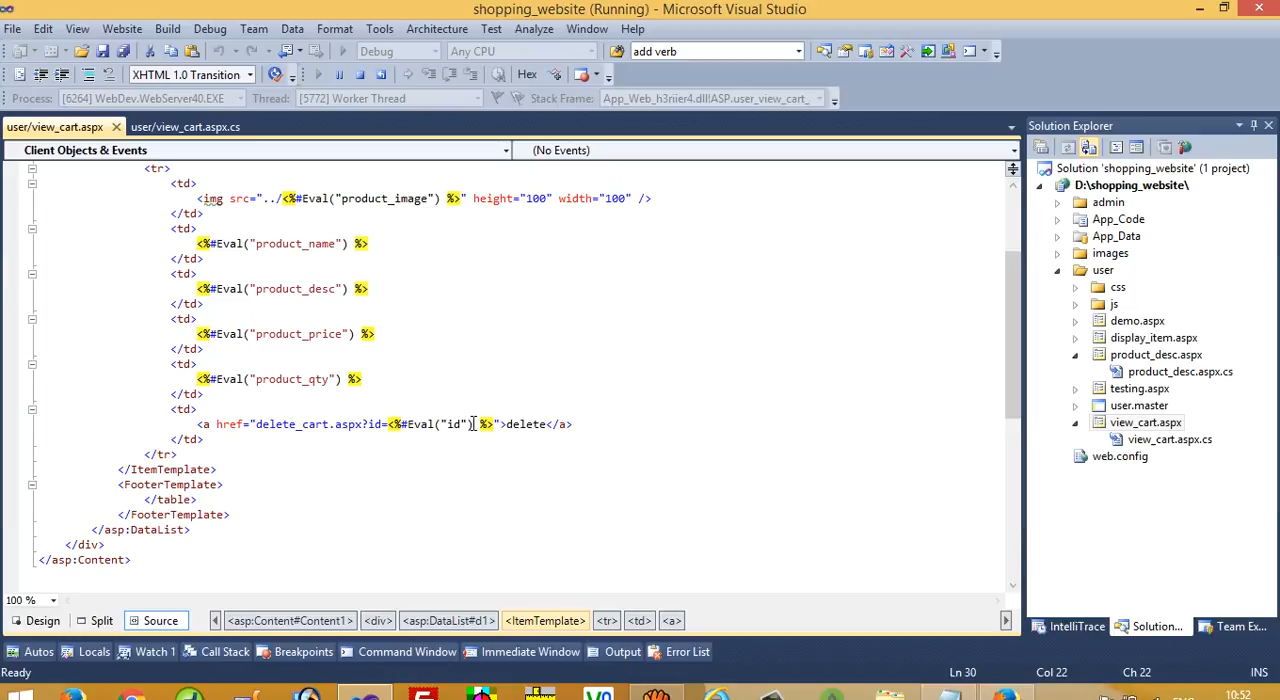 shopping_website (Running) - Microsoft Visual Studio
File Edit View Website Build Debug Team Data Format Tools Architecture Test Analyze Window Help
Debug Any CPU add verb
XHTML 1.0 Transition Hex
Process: [6264] WebDev.WebServer40.EXE Thread: [5772] Worker Thread Stack Frame: App_Web_h3riier4.dll!ASP.user_view_cart_
user/view_cart.aspx user/view_cart.aspx.cs
Client Objects & Events (No Events)
<tr>
<td>
<img src="../<%#Eval("product_image") %>" height="100" width="100" />
</td>
<td>
<%#Eval("product_name") %>
</td>
<td>
<%#Eval("product_desc") %>
</td>
<td>
<%#Eval("product_price") %>
</td>
<td>
<%#Eval("product_qty") %>
</td>
<td>
<a href="delete_cart.aspx?id=<%#Eval("id") %>">delete</a>
</td>
</tr>
</ItemTemplate>
<FooterTemplate>
</table>
</FooterTemplate>
</asp:DataList>
</div>
</asp:Content>
100 %
Design Split Source <asp:Content#Content1> <div> <asp:DataList#d1> <ItemTemplate> <tr> <td> <a>
Solution Explorer
Solution 'shopping_website' (1 project)
D:\shopping_website\
admin
App_Code
App_Data
images
user
css
js
demo.aspx
display_item.aspx
product_desc.aspx
product_desc.aspx.cs
testing.aspx
user.master
view_cart.aspx
view_cart.aspx.cs
web.config
IntelliTrace Solution... Team Ex...
Autos Locals Watch 1 Call Stack Breakpoints Command Window Immediate Window Output Error List
Ready Ln 30 Col 22 Ch 22 INS
10:52